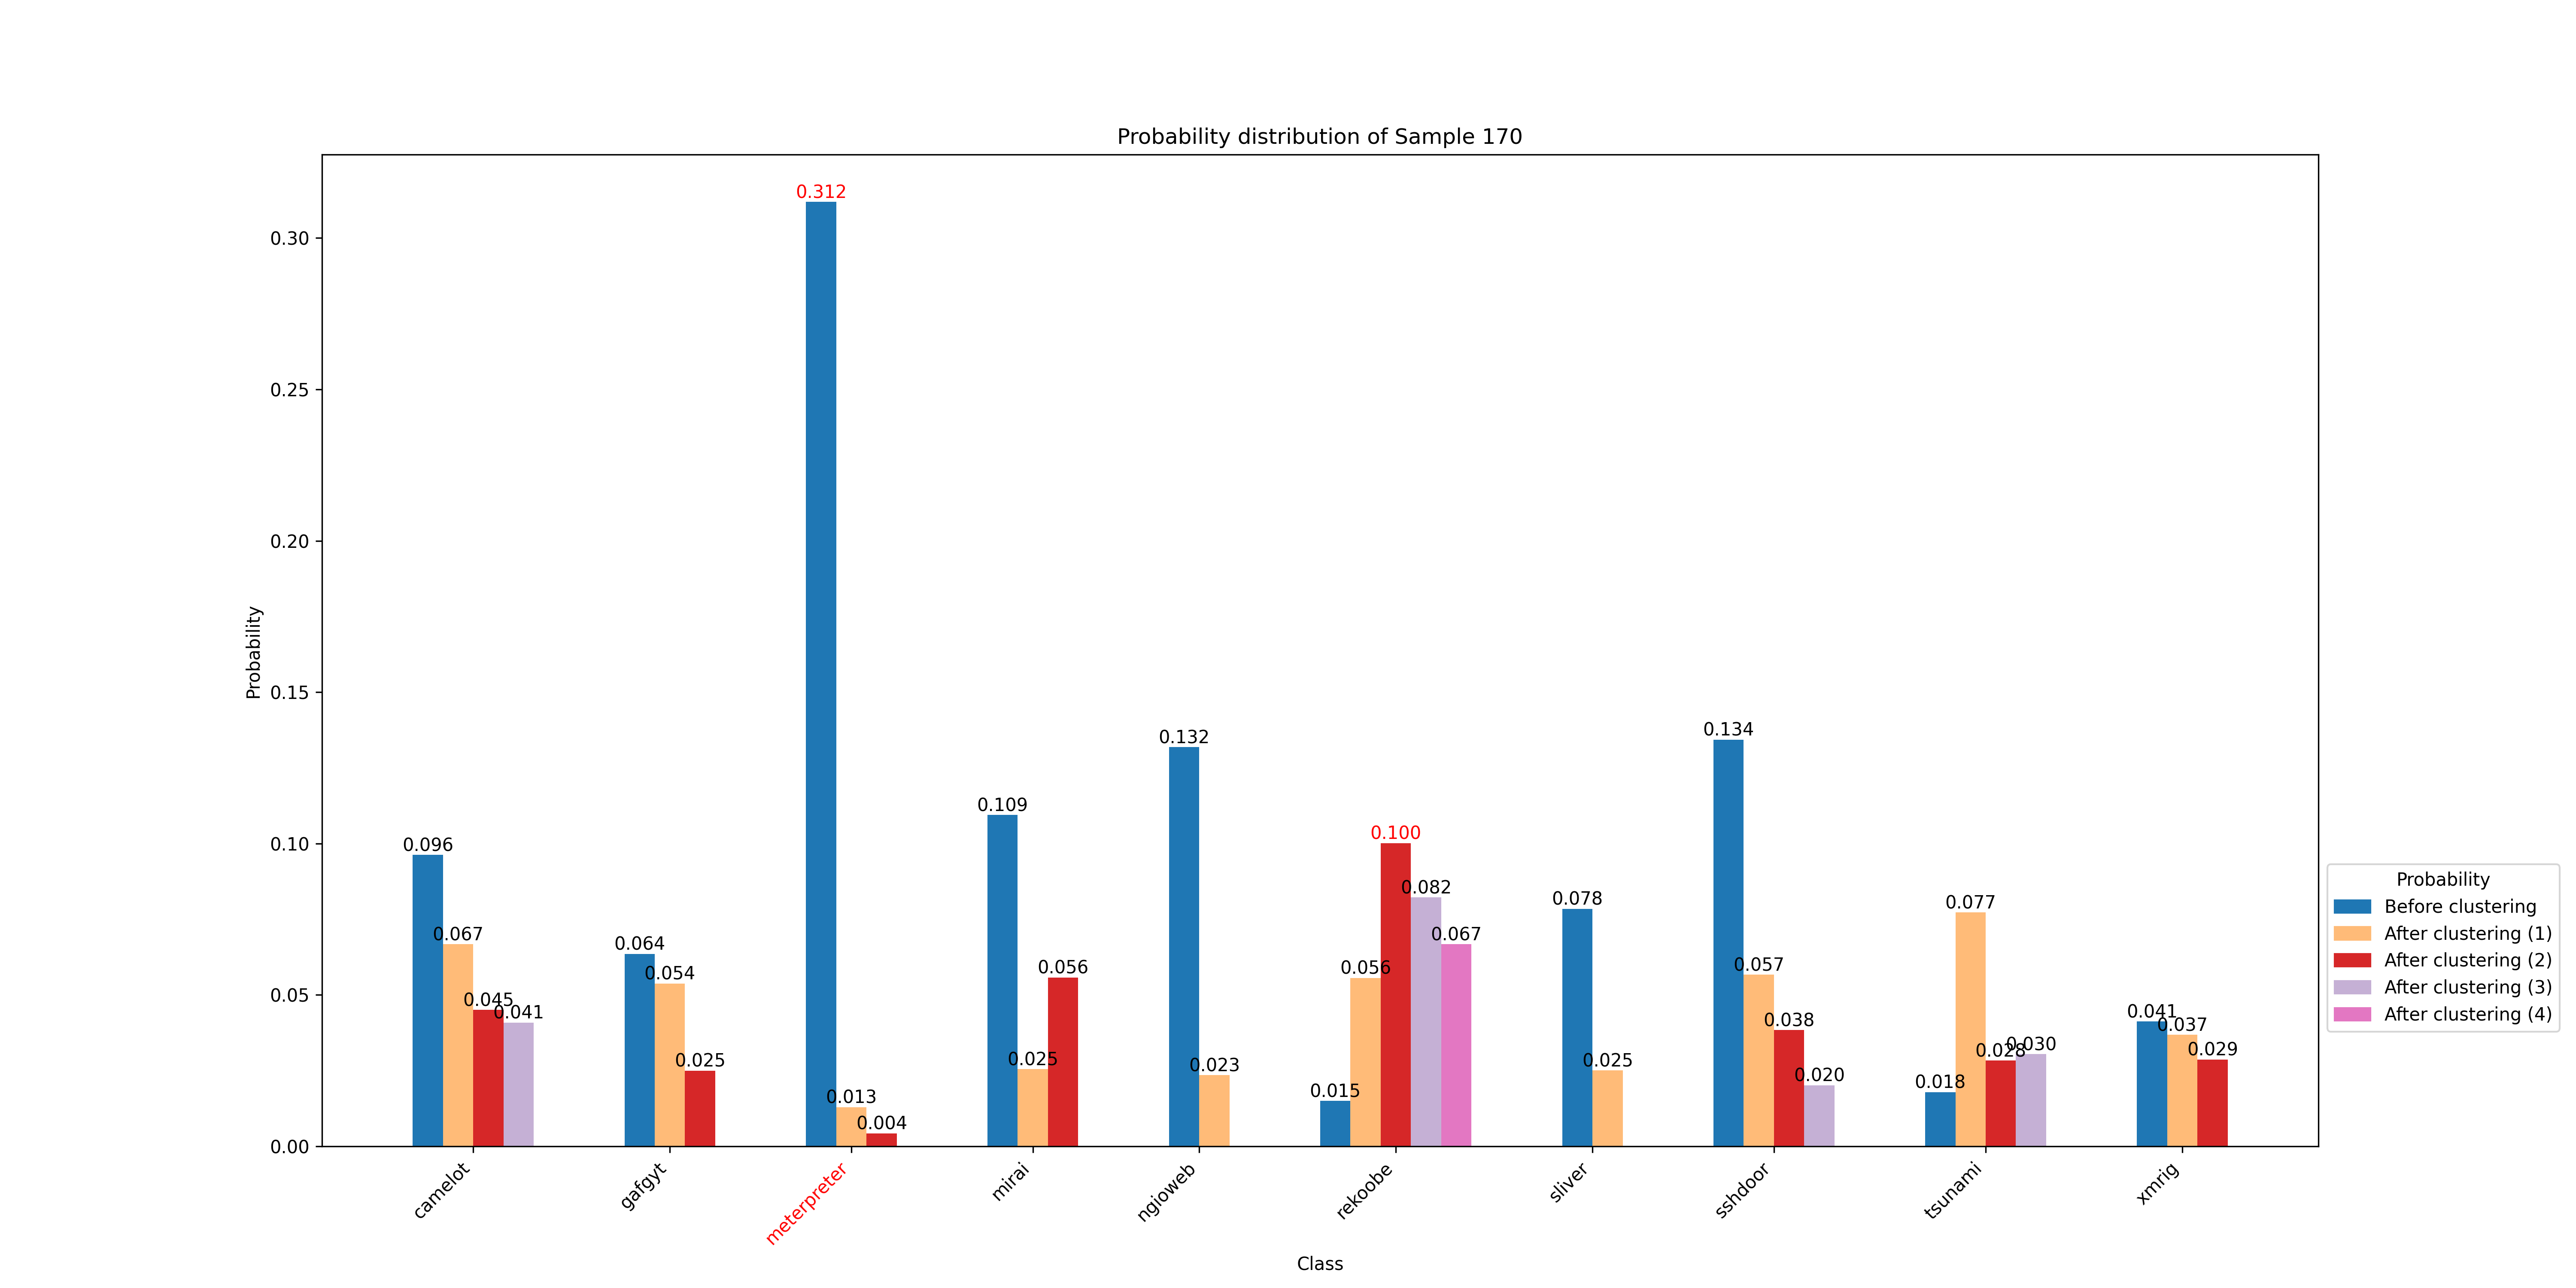 Probability distribution of Sample 170
Probability
0.30
0.25
0.20
0.15
0.10
0.05
0.00
0.096
0.067
0.045
0.041
0.064
0.054
0.025
0.312
0.013
0.004
0.109
0.025
0.056
0.132
0.023
0.015
0.056
0.100
0.082
0.067
0.078
0.025
0.134
0.057
0.038
0.020
0.018
0.077
0.028
0.030
0.041
0.037
0.029
camelot
gafgyt
meterpreter
mirai
ngioweb
rekoobe
sliver
sshdoor
tsunami
xmrig
Class
Probability
Before clustering
After clustering (1)
After clustering (2)
After clustering (3)
After clustering (4)